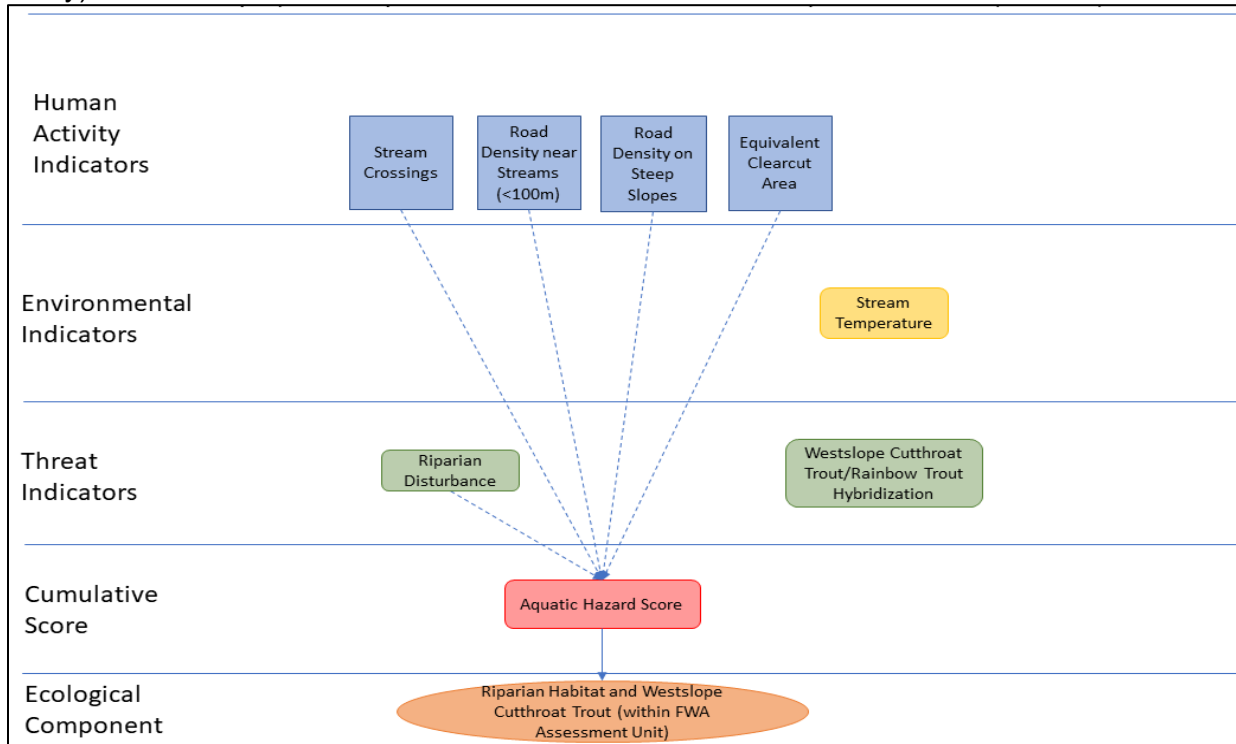 Human
Activity
Indicators
Stream
Crossings
Road
Density near
Streams
(<100m)
Road
Density on
Steep
Slopes
Equivalent
Clearcut
Area
Environmental
Indicators
Stream
Temperature
Threat
Indicators
Riparian
Disturbance
Westslope Cutthroat
Trout/Rainbow Trout
Hybridization
Cumulative
Score
Aquatic Hazard Score
Ecological
Component
Riparian Habitat and Westslope
Cutthroat Trout (within FWA
Assessment Unit)